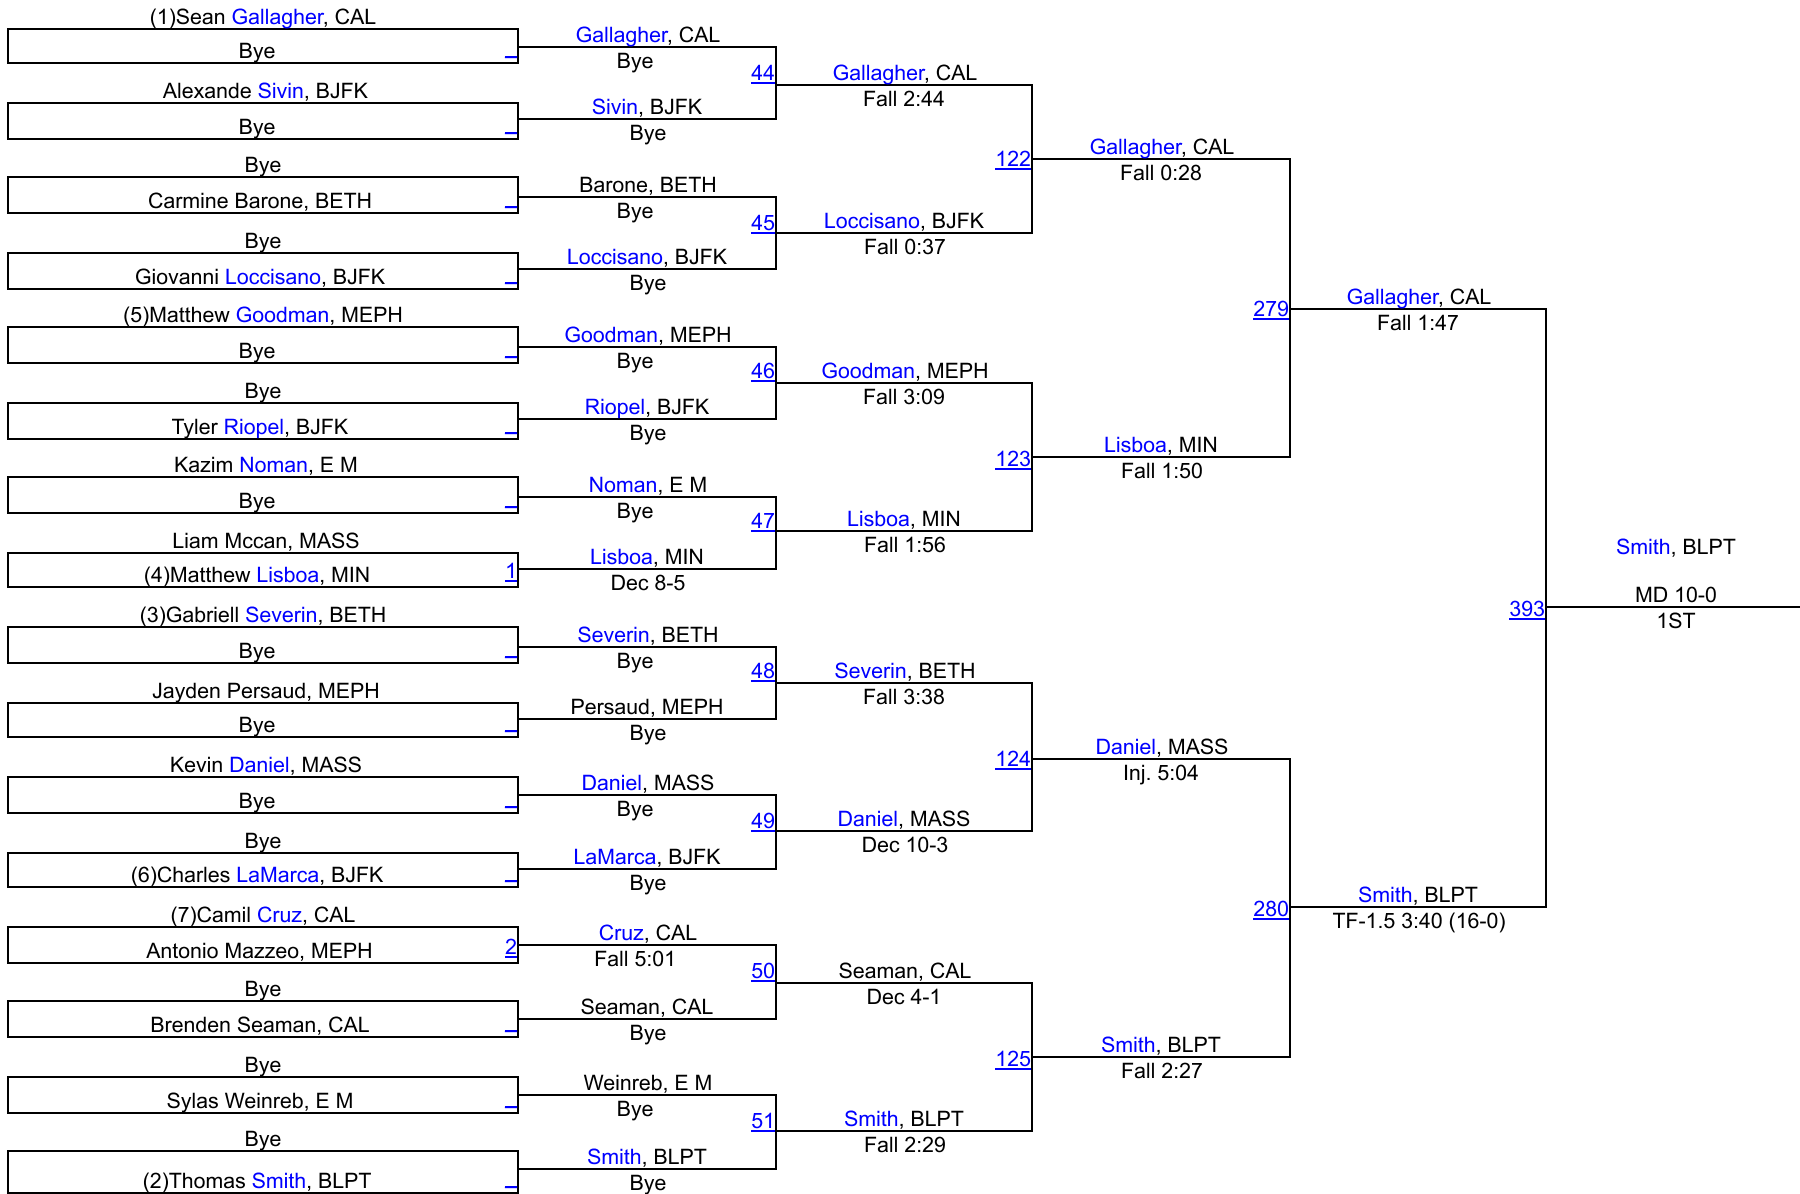 (1)Sean Gallagher, CAL
Bye
_
Alexande Sivin, BJFK
Bye
_
Bye
Carmine Barone, BETH
_
Bye
Giovanni Loccisano, BJFK
_
(5)Matthew Goodman, MEPH
Bye
_
Bye
Tyler Riopel, BJFK
_
Kazim Noman, E M
Bye
_
Liam Mccan, MASS
(4)Matthew Lisboa, MIN
1
(3)Gabriell Severin, BETH
Bye
_
Jayden Persaud, MEPH
Bye
_
Kevin Daniel, MASS
Bye
_
Bye
(6)Charles LaMarca, BJFK
_
(7)Camil Cruz, CAL
Antonio Mazzeo, MEPH
2
Bye
Brenden Seaman, CAL
_
Bye
Sylas Weinreb, E M
_
Bye
(2)Thomas Smith, BLPT
_
Gallagher, CAL
Bye
44
Sivin, BJFK
Bye
Barone, BETH
Bye
45
Loccisano, BJFK
Bye
Goodman, MEPH
Bye
46
Riopel, BJFK
Bye
Noman, E M
Bye
47
Lisboa, MIN
Dec 8-5
Severin, BETH
Bye
48
Persaud, MEPH
Bye
Daniel, MASS
Bye
49
LaMarca, BJFK
Bye
Cruz, CAL
Fall 5:01
50
Seaman, CAL
Bye
Weinreb, E M
Bye
51
Smith, BLPT
Bye
Gallagher, CAL
Fall 2:44
122
Loccisano, BJFK
Fall 0:37
Goodman, MEPH
Fall 3:09
123
Lisboa, MIN
Fall 1:56
Severin, BETH
Fall 3:38
124
Daniel, MASS
Dec 10-3
Seaman, CAL
Dec 4-1
125
Smith, BLPT
Fall 2:29
Gallagher, CAL
Fall 0:28
279
Lisboa, MIN
Fall 1:50
Daniel, MASS
Inj. 5:04
280
Smith, BLPT
Fall 2:27
Gallagher, CAL
Fall 1:47
393
Smith, BLPT
TF-1.5 3:40 (16-0)
Smith, BLPT
MD 10-0
1ST